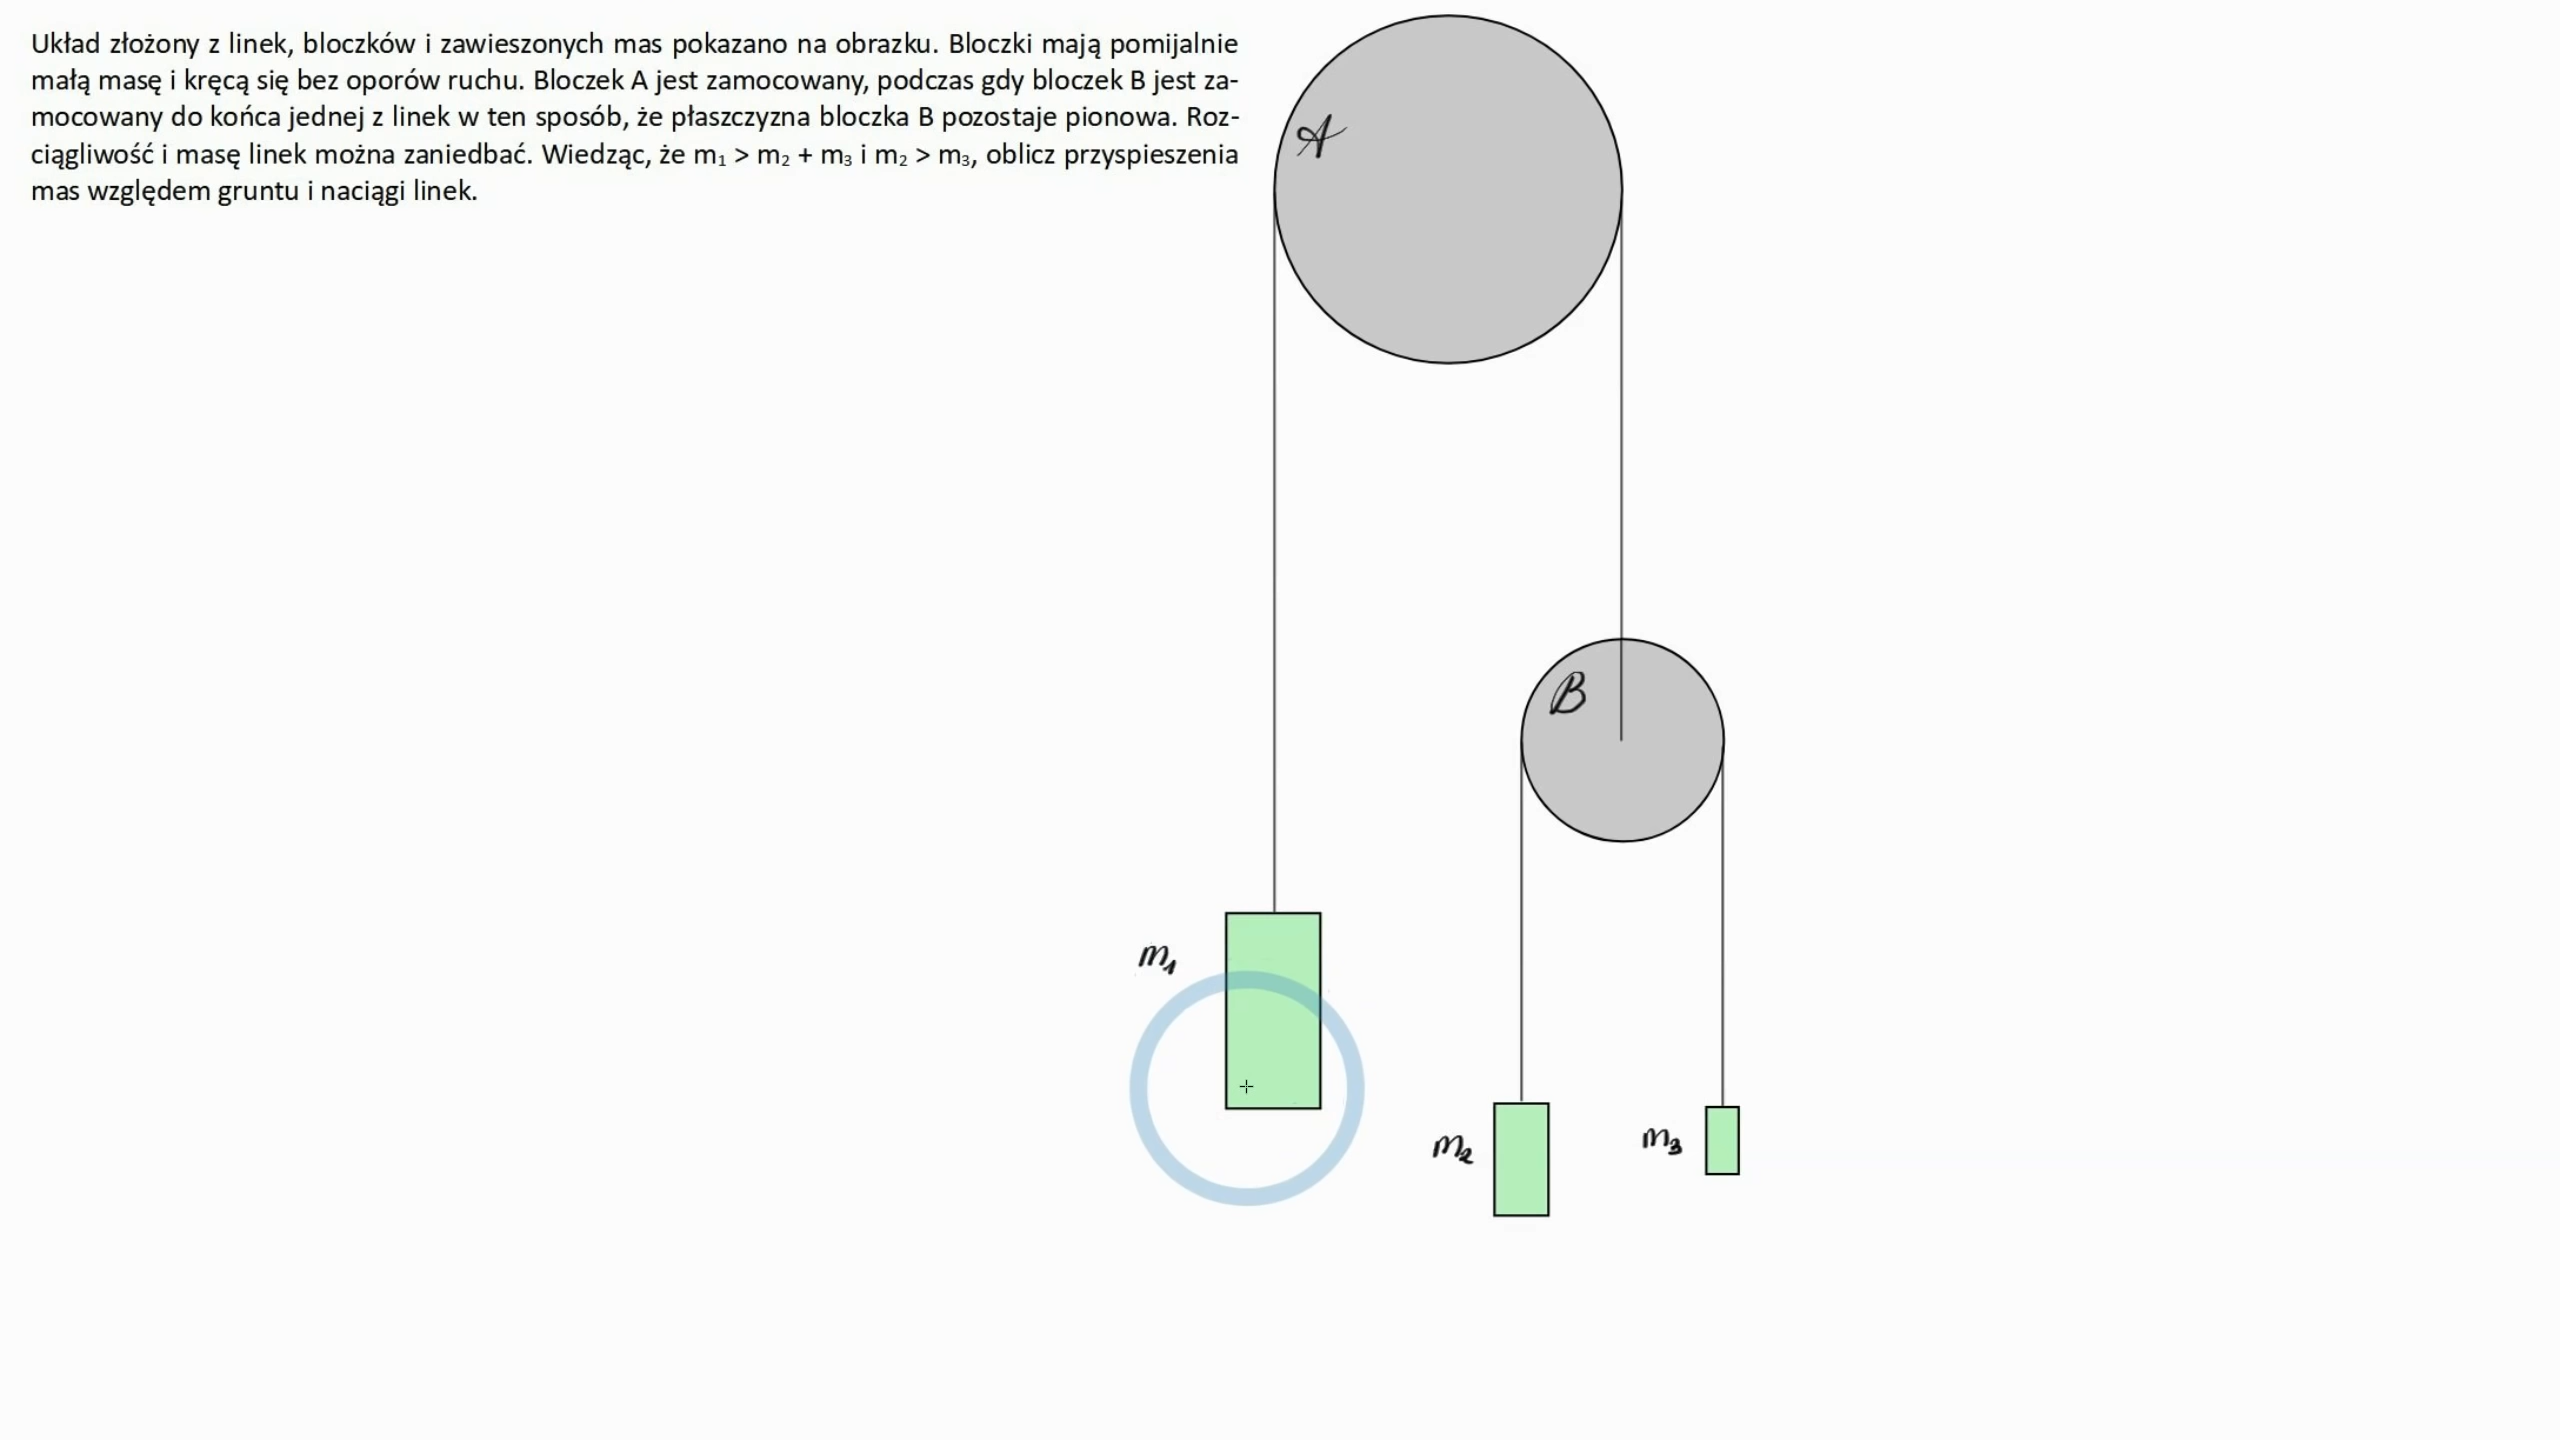 Układ złożony z linek, bloczków i zawieszonych mas pokazano na obrazku. Bloczki mają pomijalnie
małą masę i kręcą się bez oporów ruchu. Bloczek A jest zamocowany, podczas gdy bloczek B jest za-
mocowany do końca jednej z linek w ten sposób, że płaszczyzna bloczka B pozostaje pionowa. Roz-
ciągliwość i masę linek można zaniedbać. Wiedząc, że m₁ > m₂ + m₃ i m₂ > m₃, oblicz przyspieszenia
mas względem gruntu i naciągi linek.
A
B
m₁
m₂
m₃